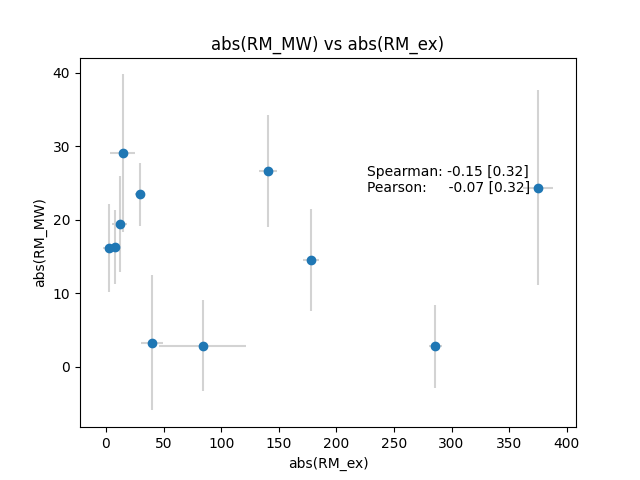 abs(RM_MW) vs abs(RM_ex)
40
30
20
10
0
abs(RM_MW)
Spearman: -0.15 [0.32]
Pearson: -0.07 [0.32]
0 50 100 150 200 250 300 350 400
abs(RM_ex)